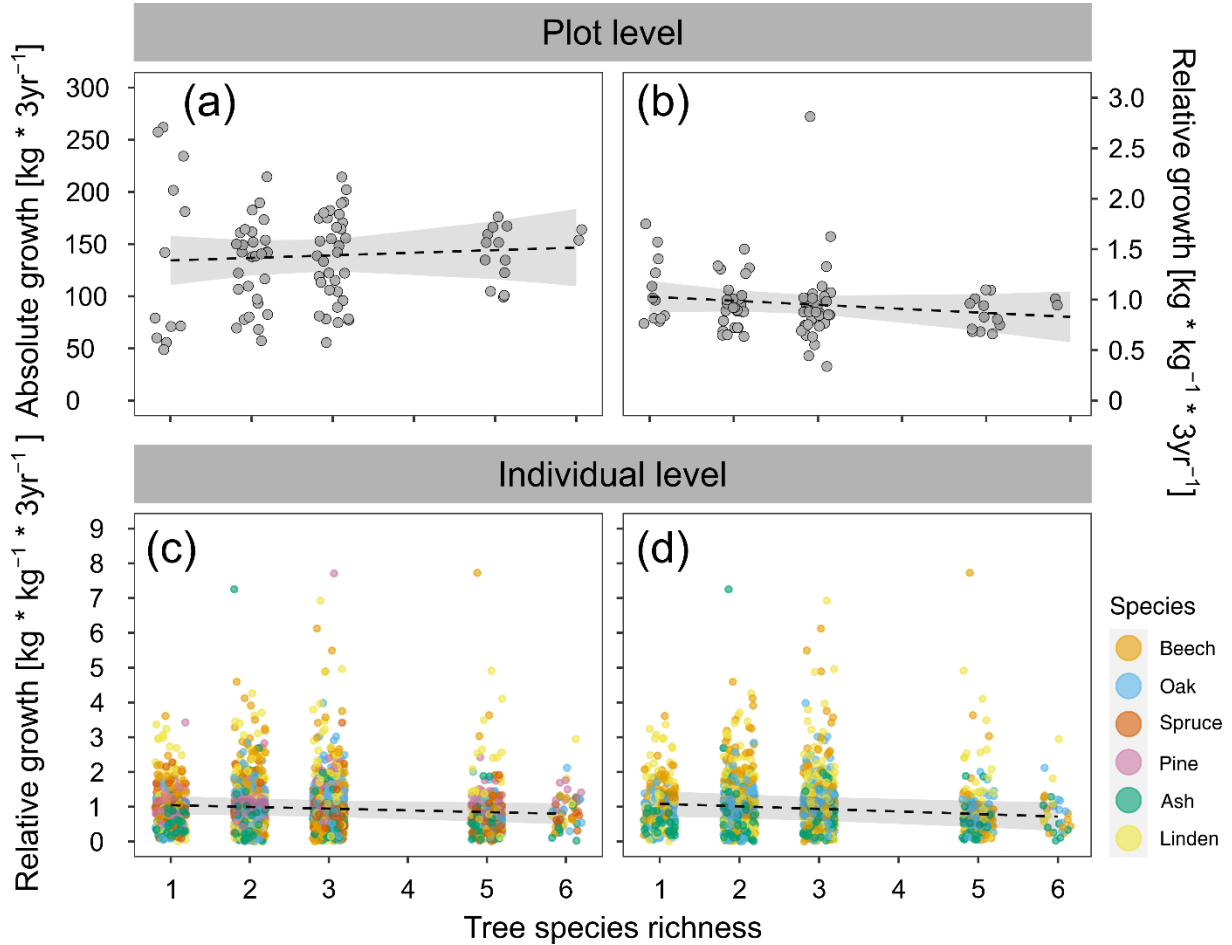 Plot level
Absolute growth [kg * 3yr⁻¹]
300
250
200
150
100
50
0
(a)
(b)
3.0
2.5
2.0
1.5
1.0
0.5
0
Relative growth [kg * kg⁻¹ * 3yr⁻¹]
Individual level
Relative growth [kg * kg⁻¹ * 3yr⁻¹ ]
9
8
7
6
5
4
3
2
1
0
(c)
(d)
1 2 3 4 5 6
1 2 3 4 5 6
Tree species richness
Species
Beech
Oak
Spruce
Pine
Ash
Linden